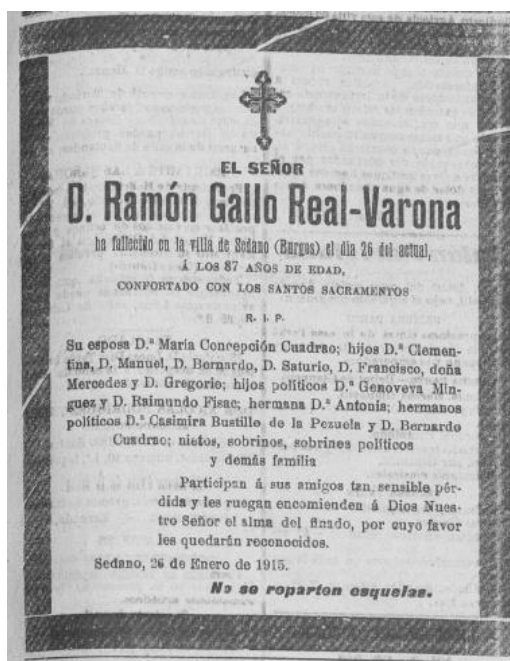 EL SEÑOR
D. Ramón Gallo Real-Varona
ha fallecido en la villa de Sedano (Burgos) el día 26 del actual,
Á LOS 87 AÑOS DE EDAD,
CONFORTADO CON LOS SANTOS SACRAMENTOS
R. I. P.
Su esposa D.ª María Concepción Cuadrao; hijos D.ª Clemen-
tina, D. Manuel, D. Bernardo, D. Saturio, D. Francisco, doña
Mercedes y D. Gregorio; hijos políticos D.ª Genoveva Min-
guez y D. Raimundo Fisac; hermana D.ª Antonia; hermanos
políticos D.ª Casimira Bustillo de la Pezuela y D. Bernardo
Cuadrao; nietos, sobrinos, sobrinos políticos
y demás familia
Participan á sus amigos tan sensible pér-
dida y les ruegan encomienden á Dios Nues-
tro Señor el alma del finado, por cuyo favor
les quedarán reconocidos.
Sedano, 26 de Enero de 1915.
No se reparten esquelas.